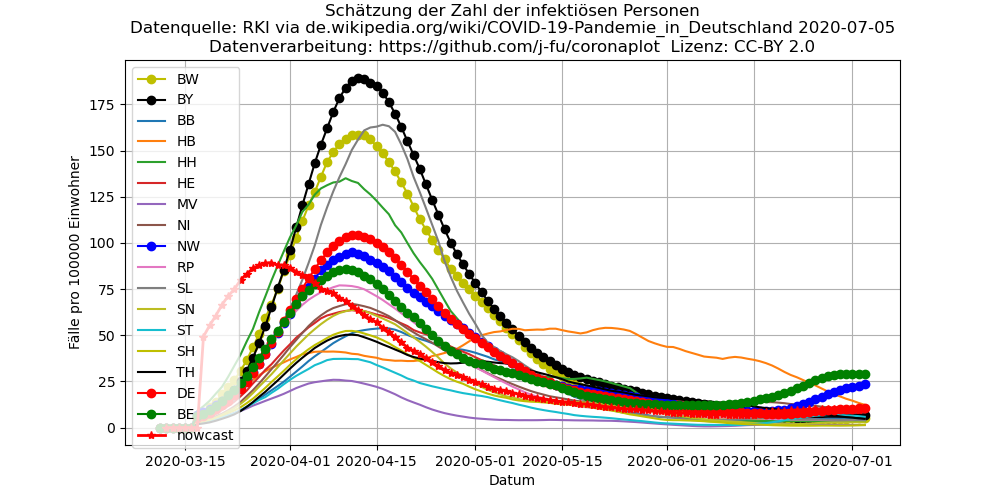 Schätzung der Zahl der infektiösen Personen
Datenquelle: RKI via de.wikipedia.org/wiki/COVID-19-Pandemie_in_Deutschland 2020-07-05
Datenverarbeitung: https://github.com/j-fu/coronaplot  Lizenz: CC-BY 2.0
Fälle pro 100000 Einwohner
175
150
125
100
75
50
25
0
BW
BY
BB
HB
HH
HE
MV
NI
NW
RP
SL
SN
ST
SH
TH
DE
BE
nowcast
2020-03-15
2020-04-01
2020-04-15
2020-05-01
2020-05-15
2020-06-01
2020-06-15
2020-07-01
Datum